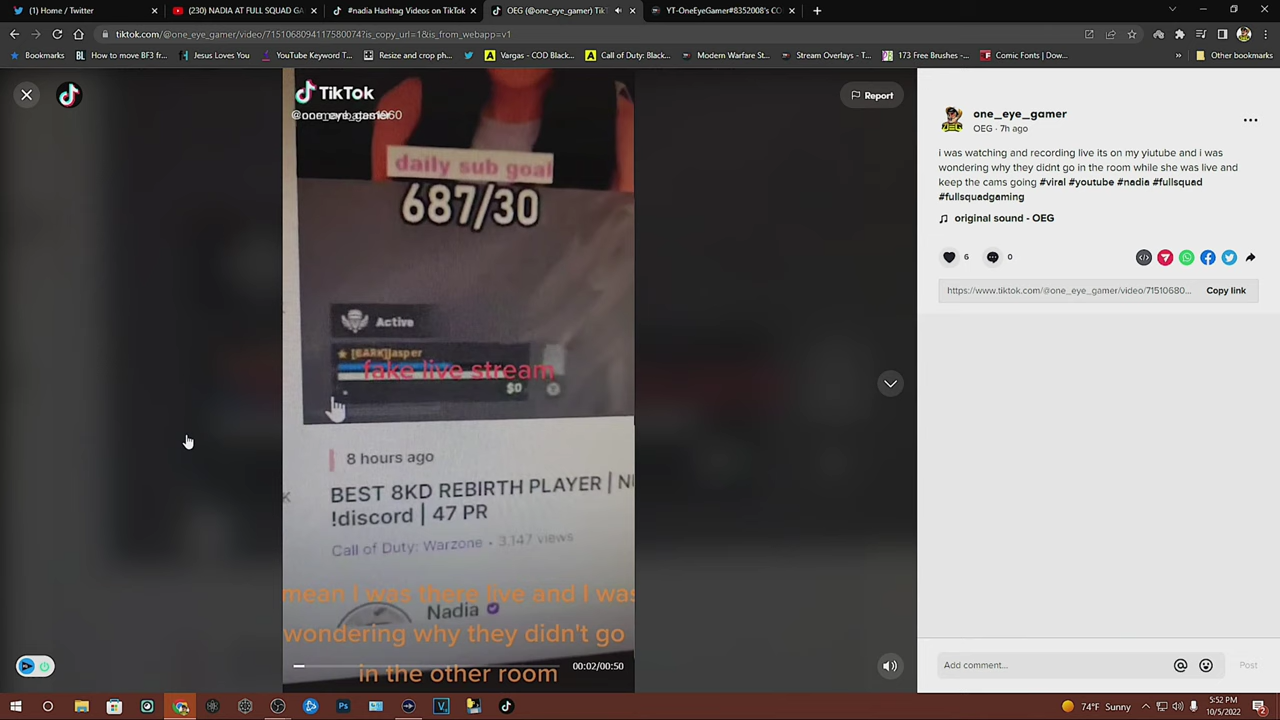 (1) Home / Twitter
(230) NADIA AT FULL SQUAD GA
#nadia Hashtag Videos on TikTok
OEG (@one_eye_gamer) Tik
YT-OneEyeGamer#8352008's CO
tiktok.com/@one_eye_gamer/video/7151068094117580074?is_copy_url=1&is_from_webapp=v1
Bookmarks
How to move BF3 fr...
Jesus Loves You
YouTube Keyword T...
Resize and crop ph...
Vargas - COD Black...
Call of Duty: Black...
Modern Warfare St...
Stream Overlays - T...
173 Free Brushes -...
Comic Fonts | Dow...
Other bookmarks
TikTok
Report
daily sub goal
687/30
Active
[BARK]Jasper
fake live stream
$0
8 hours ago
BEST 8KD REBIRTH PLAYER |
!discord | 47 PR
Call of Duty: Warzone • 3,147 views
mean I was there live and I was
Nadia
wondering why they didn't go
in the other room
00:02/00:50
one_eye_gamer
OEG · 7h ago
i was watching and recording live its on my yiutube and i was
wondering why they didnt go in the room while she was live and
keep the cams going #viral #youtube #nadia #fullsquad
#fullsquadgaming
original sound - OEG
6
0
https://www.tiktok.com/@one_eye_gamer/video/71510680...
Copy link
Add comment...
Post
74°F Sunny
5:52 PM
10/5/2022
2